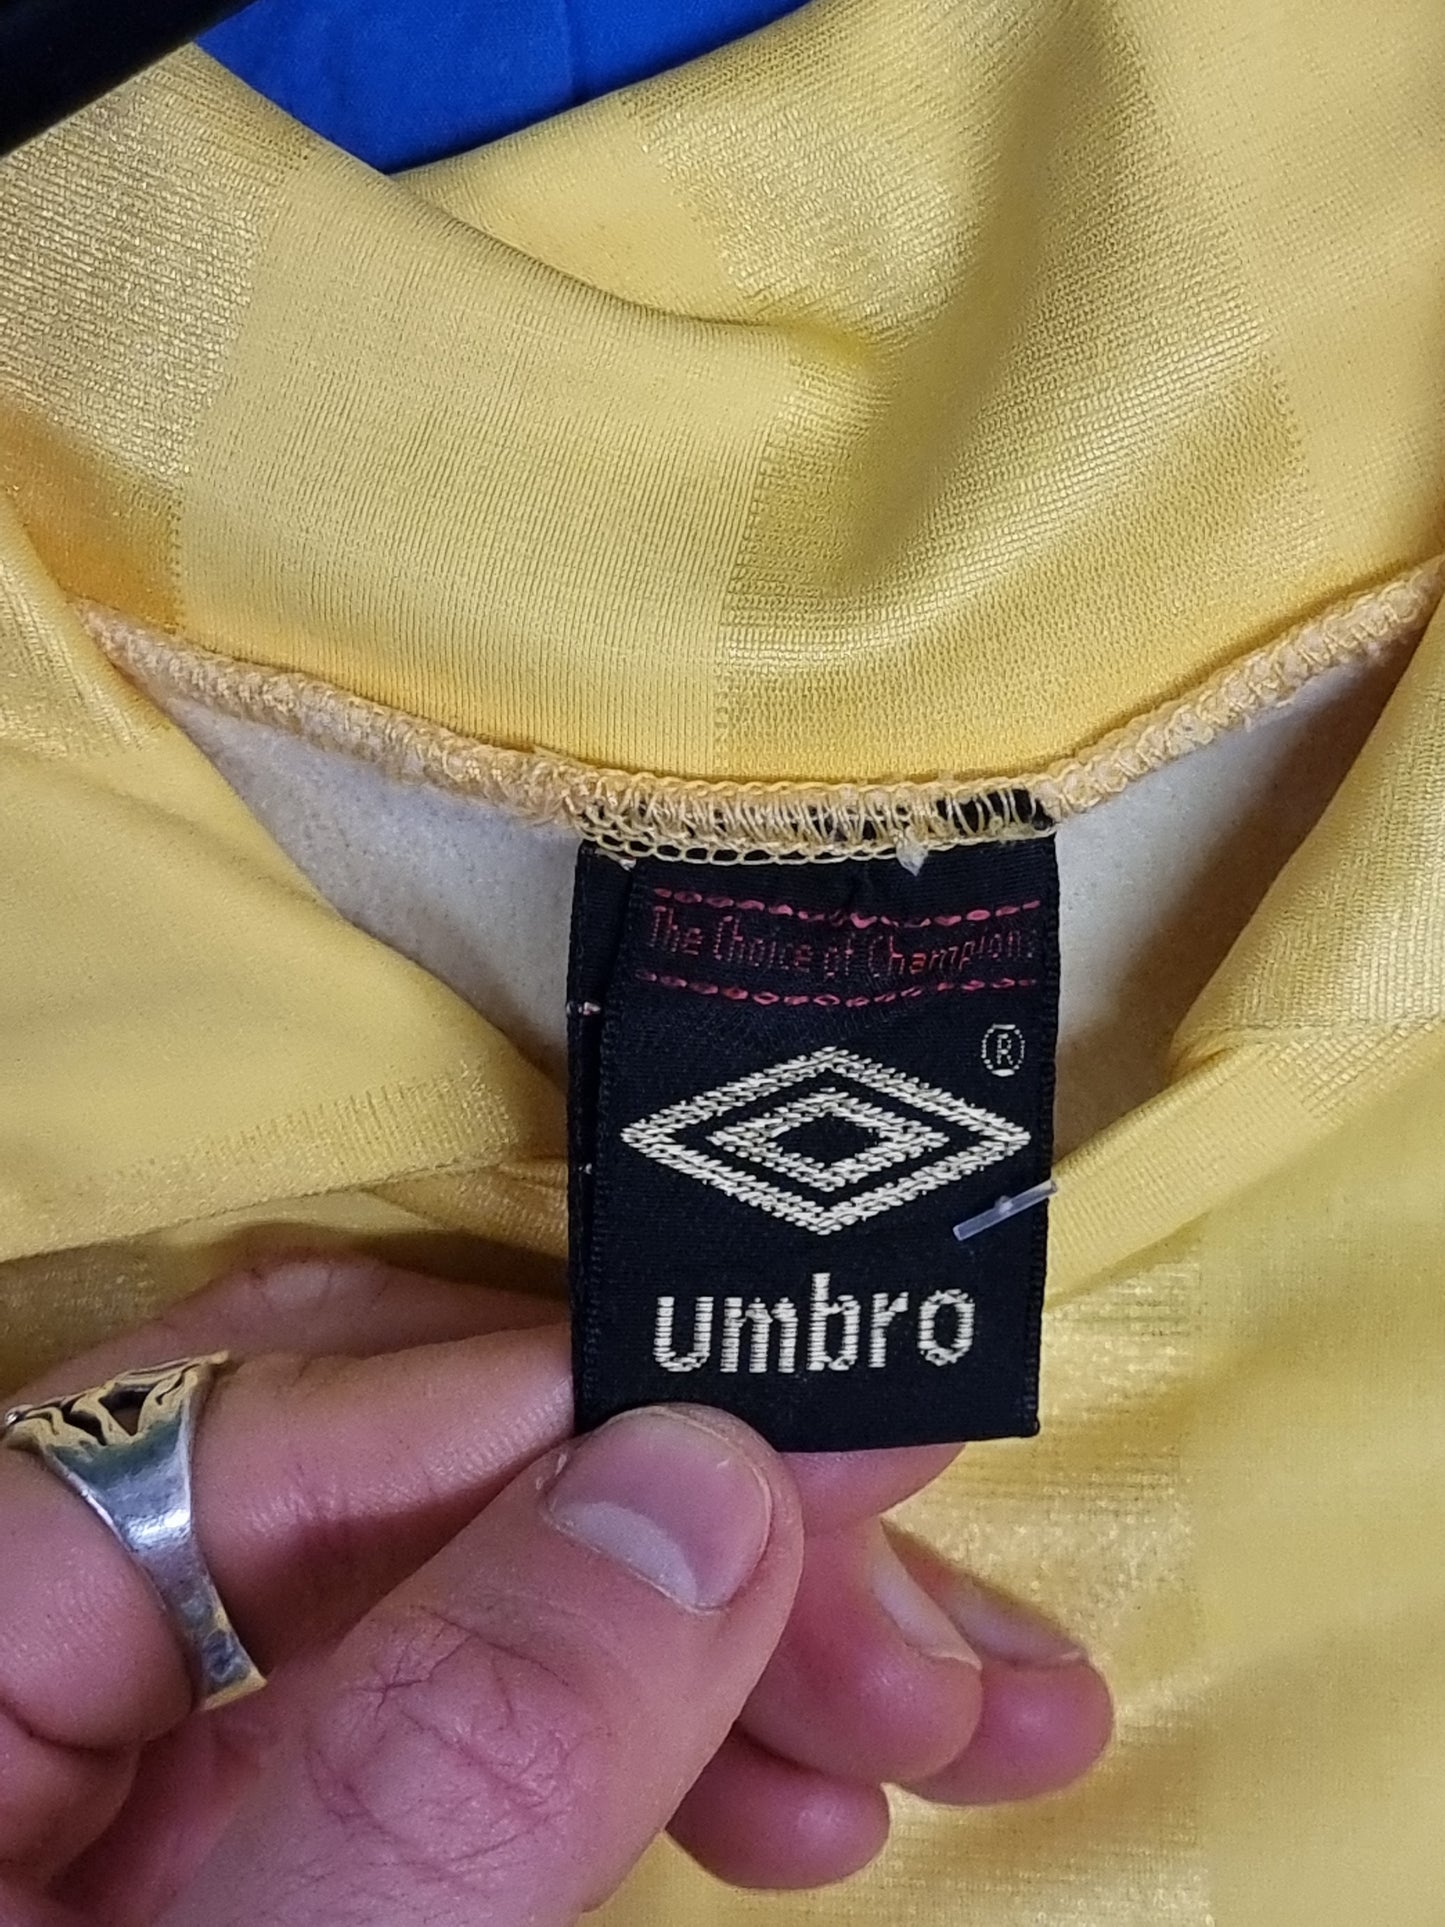 The Choice of Champions
®
umbro